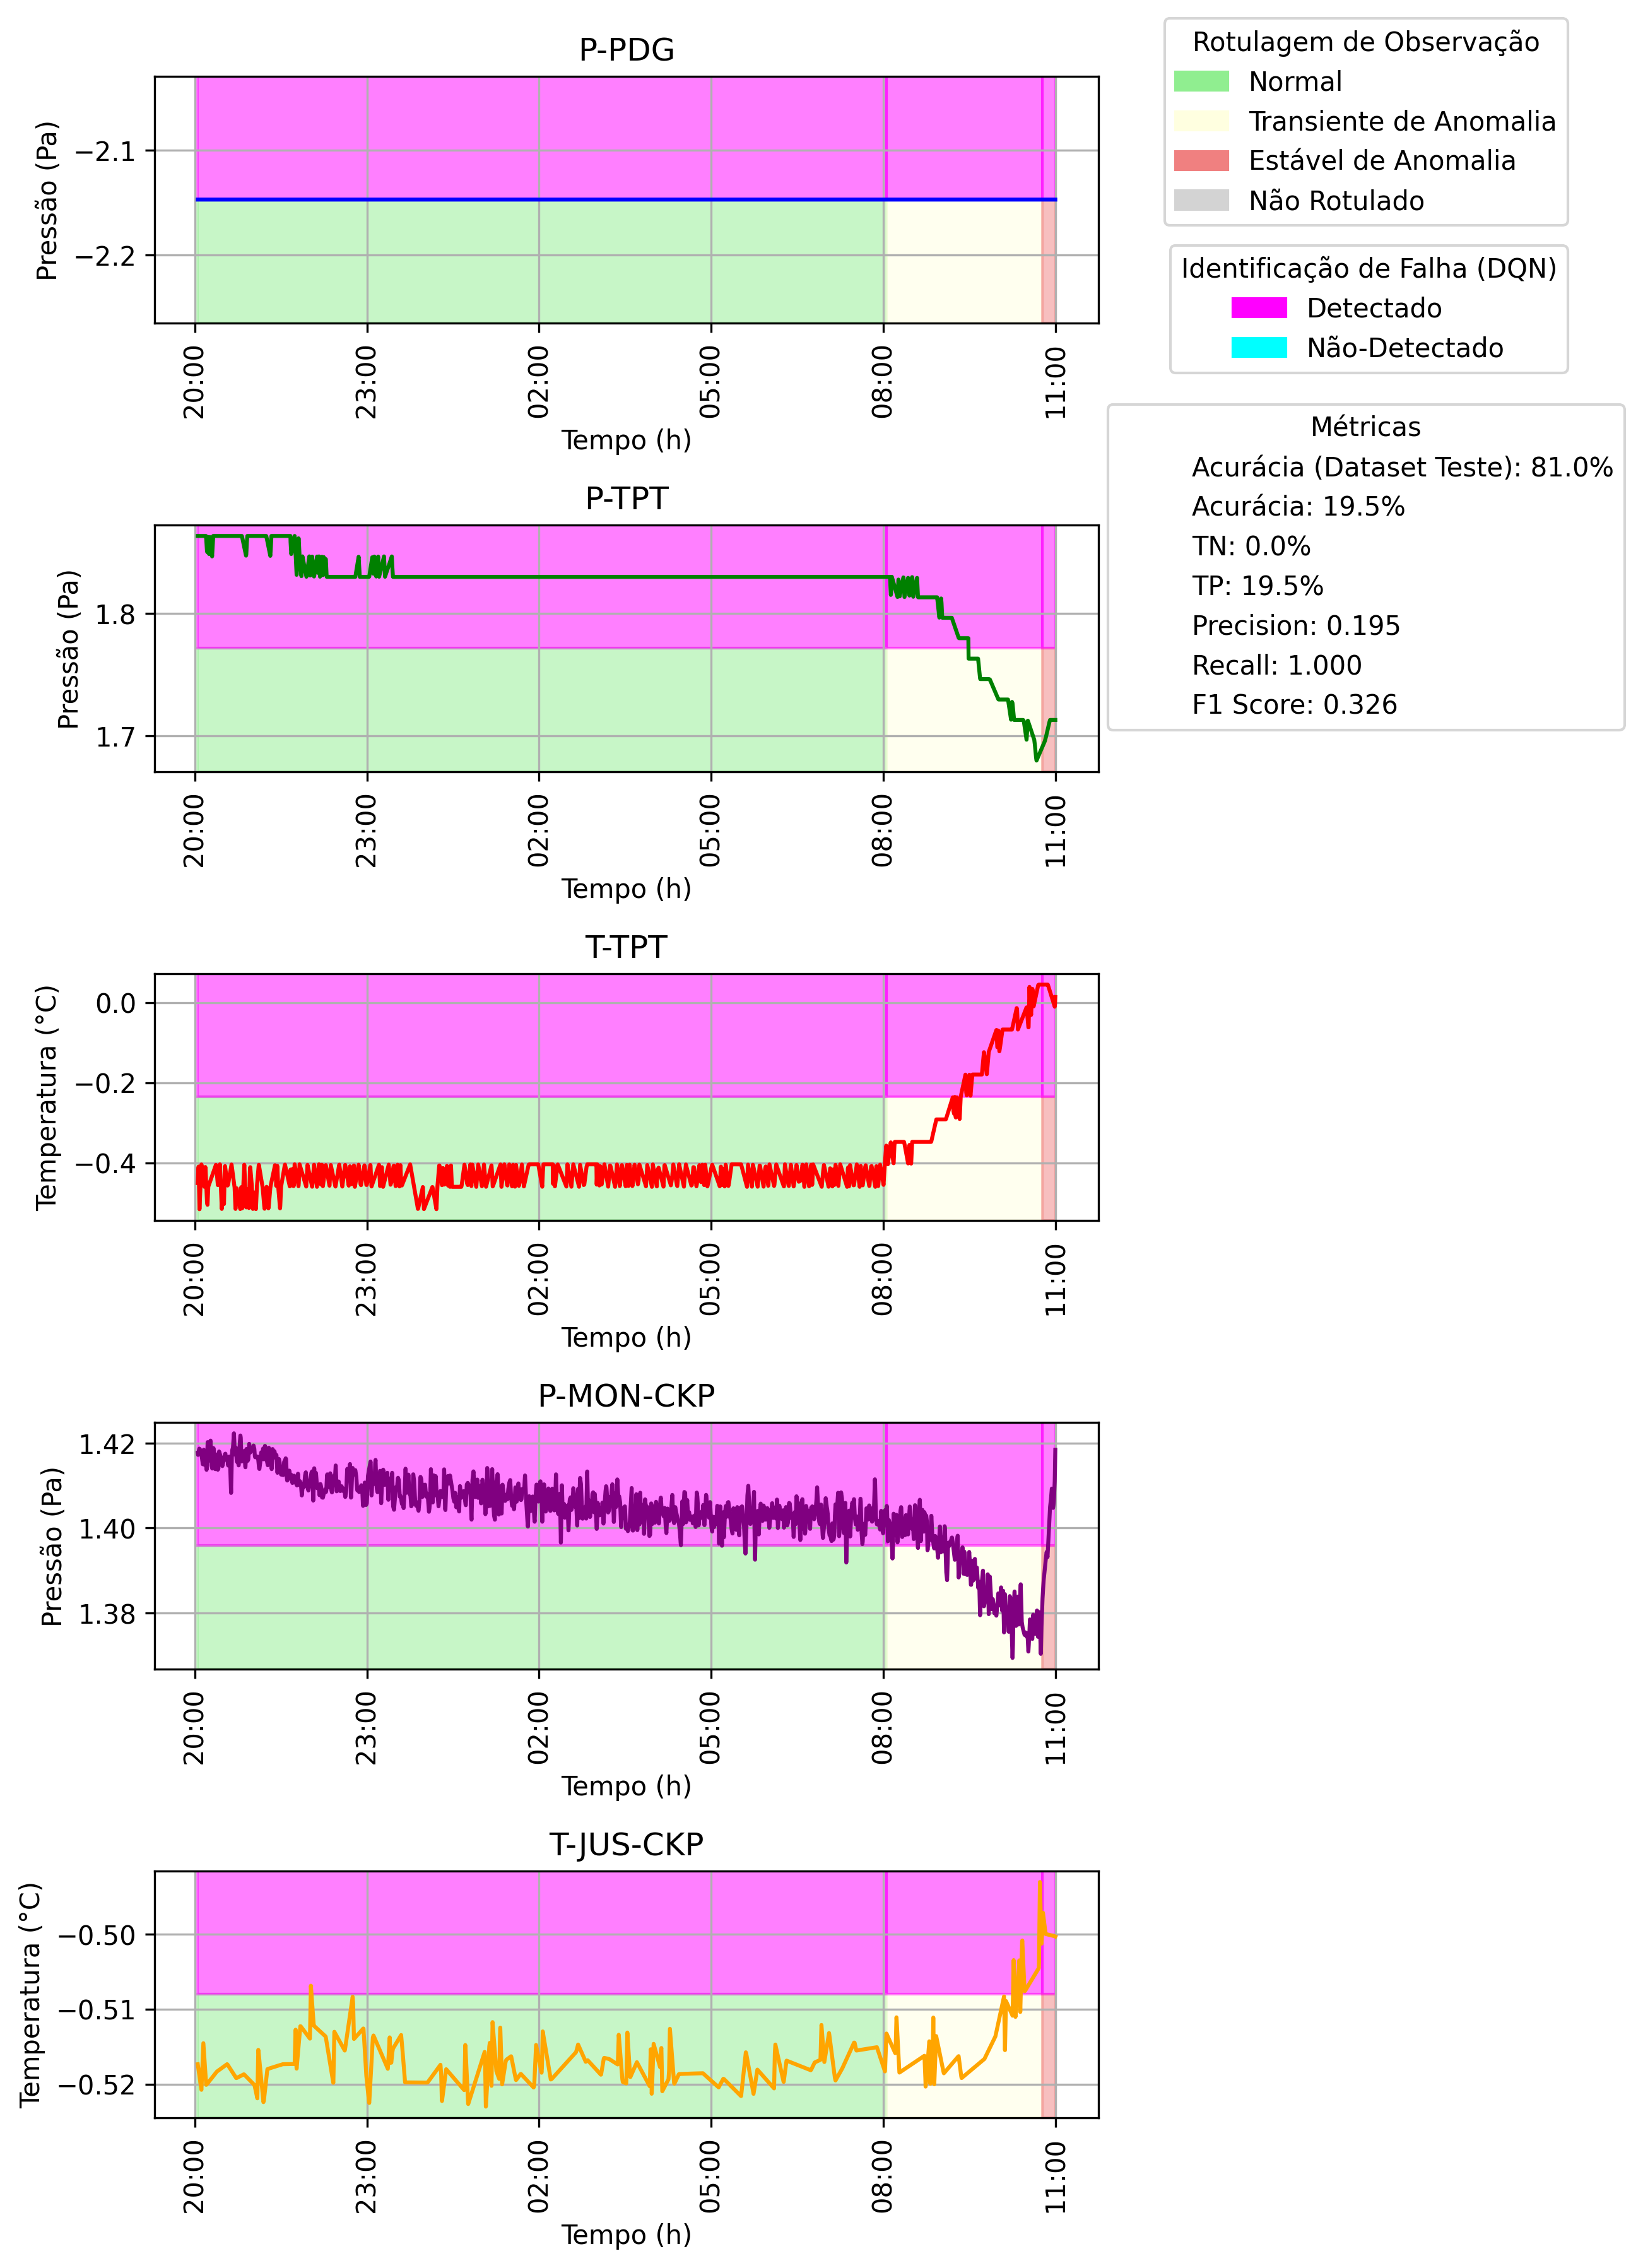 P-PDG
Pressão (Pa)
−2.1
−2.2
20:00
23:00
02:00
05:00
08:00
11:00
Tempo (h)
Rotulagem de Observação
Normal
Transiente de Anomalia
Estável de Anomalia
Não Rotulado
Identificação de Falha (DQN)
Detectado
Não-Detectado
Métricas
Acurácia (Dataset Teste): 81.0%
Acurácia: 19.5%
TN: 0.0%
TP: 19.5%
Precision: 0.195
Recall: 1.000
F1 Score: 0.326
P-TPT
Pressão (Pa)
1.8
1.7
20:00
23:00
02:00
05:00
08:00
11:00
Tempo (h)
T-TPT
Temperatura (°C)
0.0
−0.2
−0.4
20:00
23:00
02:00
05:00
08:00
11:00
Tempo (h)
P-MON-CKP
Pressão (Pa)
1.42
1.40
1.38
20:00
23:00
02:00
05:00
08:00
11:00
Tempo (h)
T-JUS-CKP
Temperatura (°C)
−0.50
−0.51
−0.52
20:00
23:00
02:00
05:00
08:00
11:00
Tempo (h)